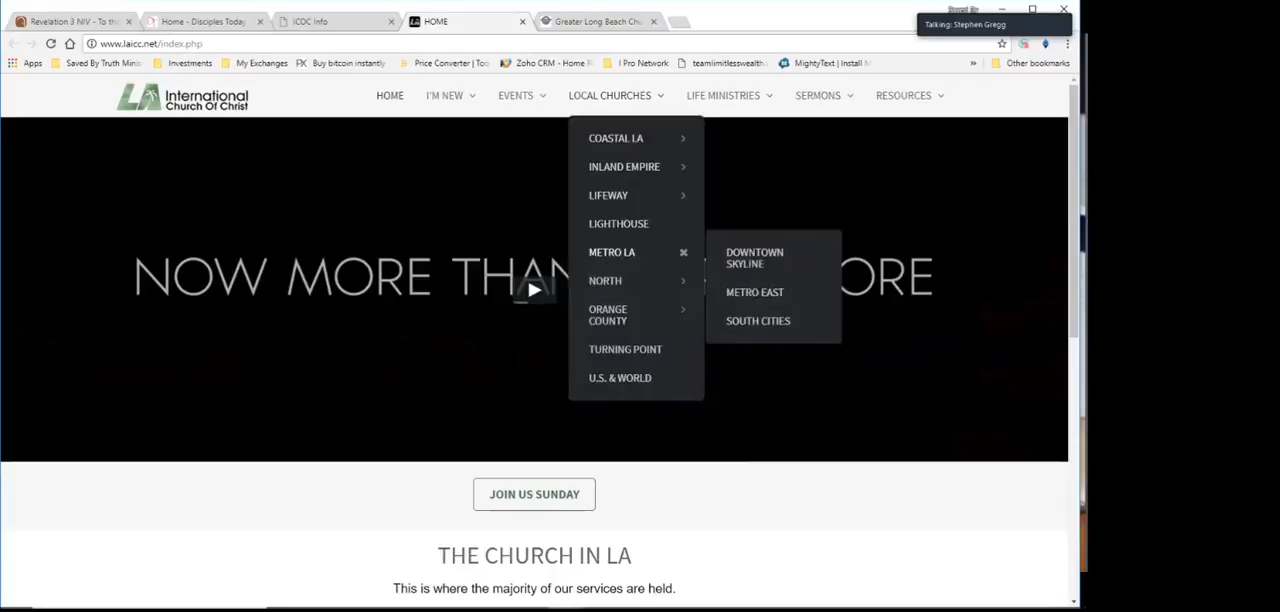 Revelation 3 NIV - To th
Home - Disciples Today
ICOC Info
HOME
Greater Long Beach Chu
Talking: Stephen Gregg
www.laicc.net/index.php
Apps
Saved By Truth Minis
Investments
My Exchanges
Buy bitcoin instantly
Price Converter | Too
Zoho CRM - Home P
I Pro Network
teamlimitlesswealth
MightyText | Install M
»
Other bookmarks
LA International
Church Of Christ
HOME
I'M NEW
EVENTS
LOCAL CHURCHES
LIFE MINISTRIES
SERMONS
RESOURCES
COASTAL LA
INLAND EMPIRE
LIFEWAY
LIGHTHOUSE
METRO LA
NORTH
ORANGE
COUNTY
TURNING POINT
U.S. & WORLD
DOWNTOWN
SKYLINE
METRO EAST
SOUTH CITIES
NOW MORE THAN ORE
JOIN US SUNDAY
THE CHURCH IN LA
This is where the majority of our services are held.